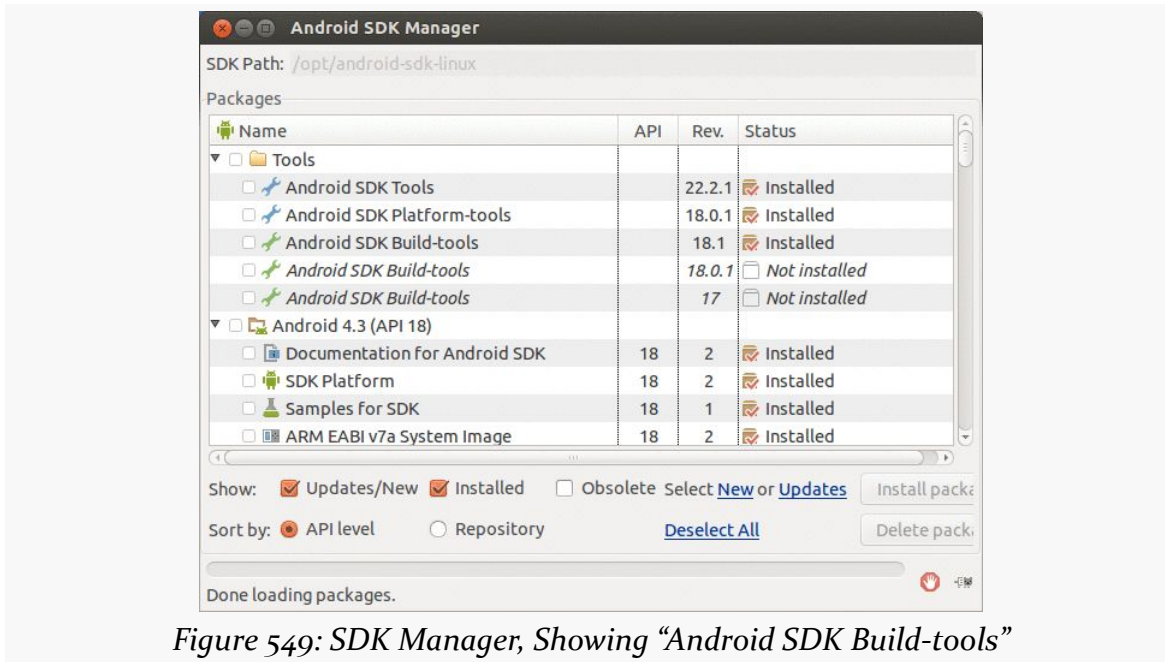 Android SDK Manager
SDK Path: /opt/android-sdk-linux
Packages
Name API Rev. Status
Tools
Android SDK Tools 22.2.1 Installed
Android SDK Platform-tools 18.0.1 Installed
Android SDK Build-tools 18.1 Installed
Android SDK Build-tools 18.0.1 Not installed
Android SDK Build-tools 17 Not installed
Android 4.3 (API 18)
Documentation for Android SDK 18 2 Installed
SDK Platform 18 2 Installed
Samples for SDK 18 1 Installed
ARM EABI v7a System Image 18 2 Installed
Show: Updates/New Installed Obsolete Select New or Updates Install packa
Sort by: API level Repository Deselect All Delete packa
Done loading packages.
Figure 549: SDK Manager, Showing “Android SDK Build-tools”